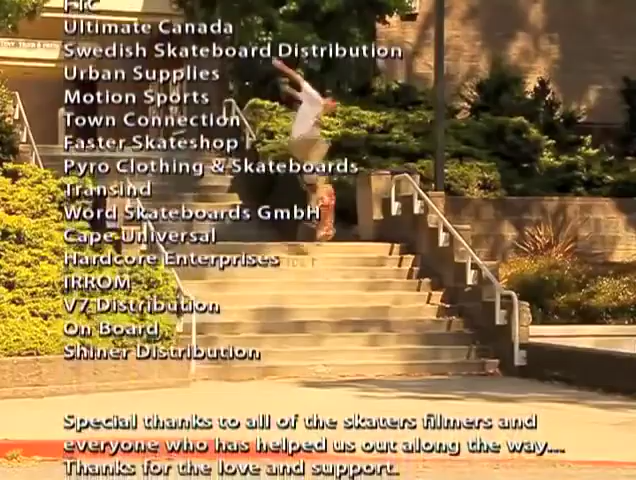 FTC
Ultimate Canada
Swedish Skateboard Distribution
Urban Supplies
Motion Sports
Town Connection
Faster Skateshop
Pyro Clothing & Skateboards
Transind
Word Skateboards GmbH
Cape Universal
Hardcore Enterprises
IRROM
V7 Distribution
On Board
Shiner Distribution
Special thanks to all of the skaters filmers and
everyone who has helped us out along the way...
Thanks for the love and support.